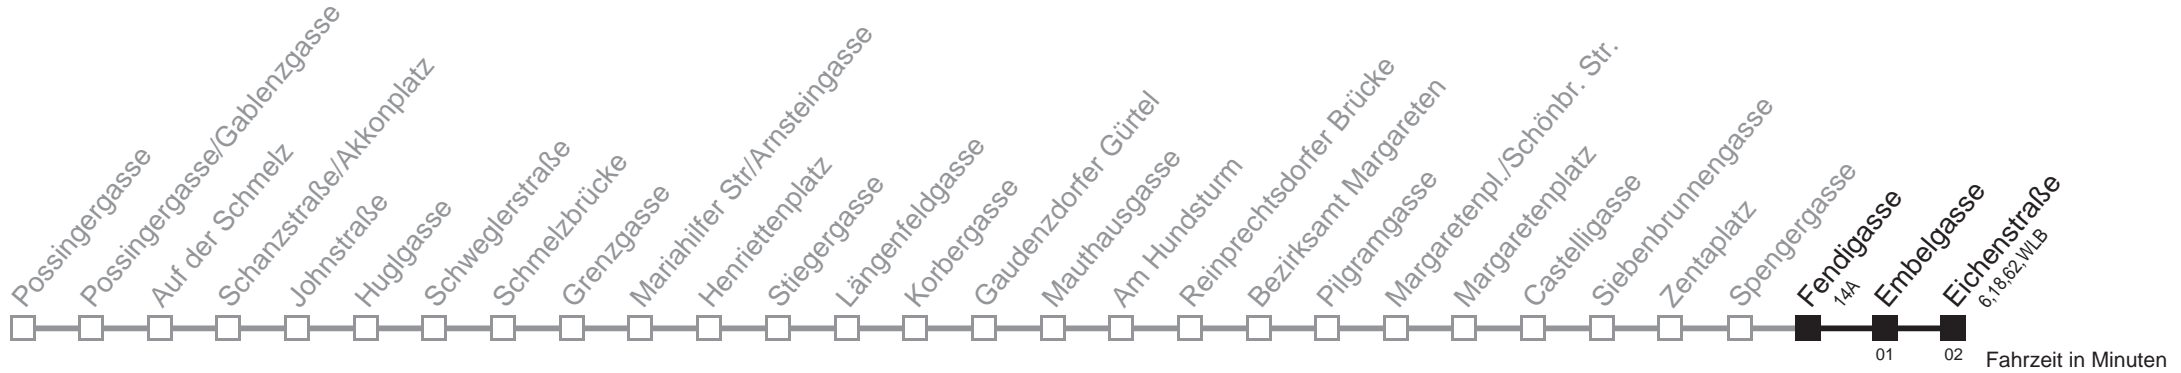 Possingergasse
Possingergasse/Gablenzgasse
Auf der Schmelz
Schanzstraße/Akkonplatz
Johnstraße
Huglgasse
Schweglerstraße
Schmelzbrücke
Grenzgasse
Mariahilfer Str/Arnsteingasse
Henriettenplatz
Stiegergasse
Längenfeldgasse
Korbergasse
Gaudenzdorfer Gürtel
Mauthausgasse
Am Hundsturm
Reinprechtsdorfer Brücke
Bezirksamt Margareten
Pilgramgasse
Margaretenpl./Schönbr. Str.
Margaretenplatz
Castelligasse
Siebenbrunnengasse
Zentaplatz
Spengergasse
Fendigasse
14A
Embelgasse
Eichenstraße
6,18,62,WLB
01
02
Fahrzeit in Minuten